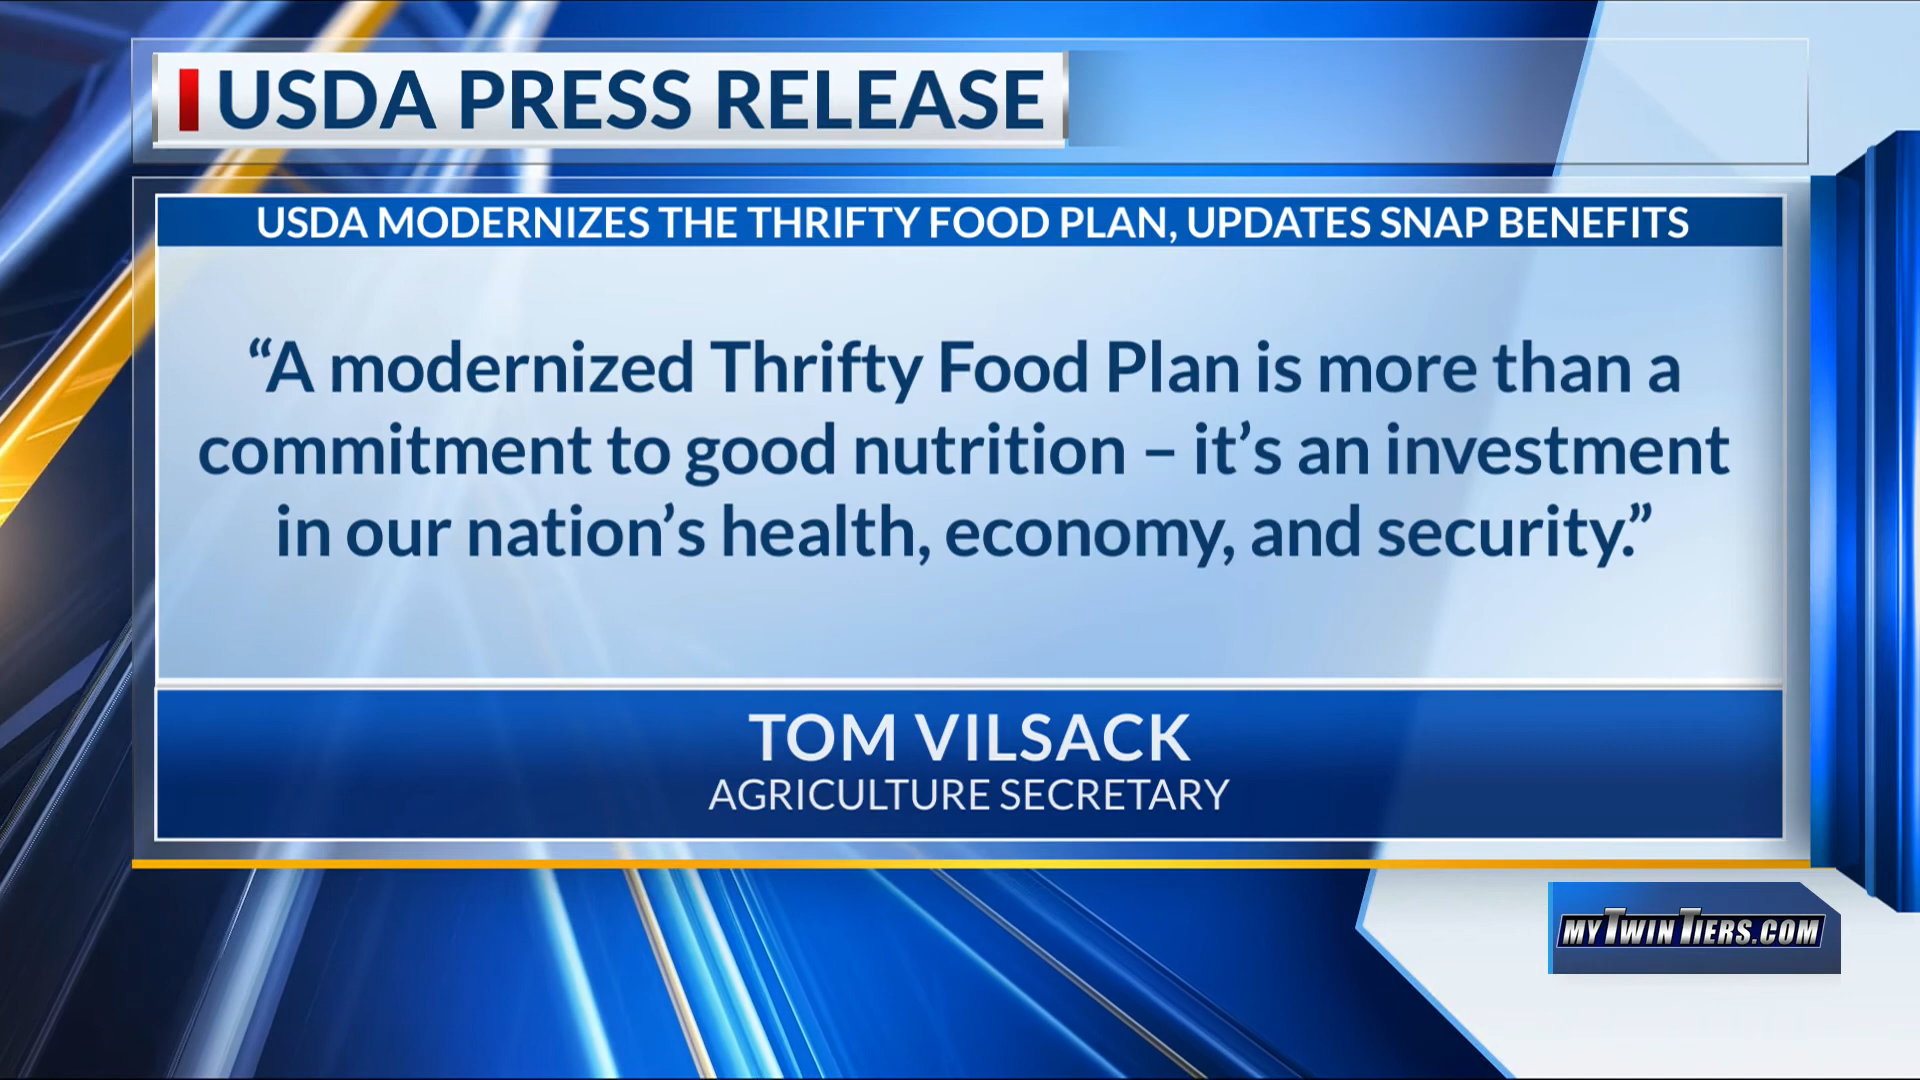 USDA PRESS RELEASE
USDA MODERNIZES THE THRIFTY FOOD PLAN, UPDATES SNAP BENEFITS
“A modernized Thrifty Food Plan is more than a
commitment to good nutrition – it’s an investment
in our nation’s health, economy, and security.”
TOM VILSACK
AGRICULTURE SECRETARY
MYTWINTIERS.COM